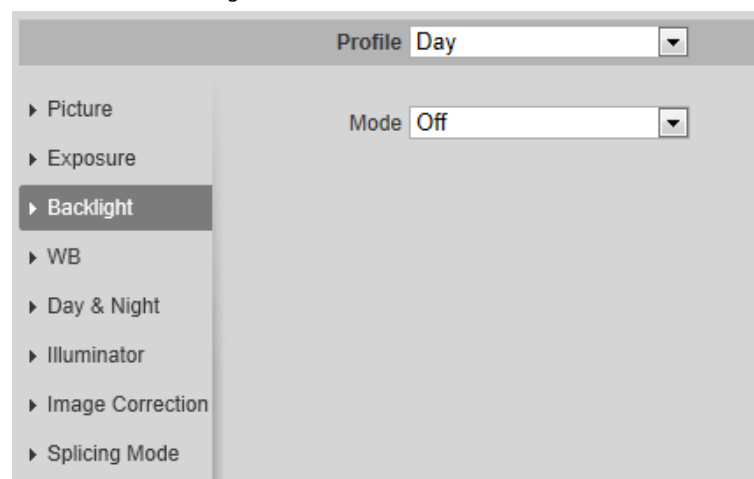 Profile Day
Picture
Mode Off
Exposure
Backlight
WB
Day & Night
Illuminator
Image Correction
Splicing Mode